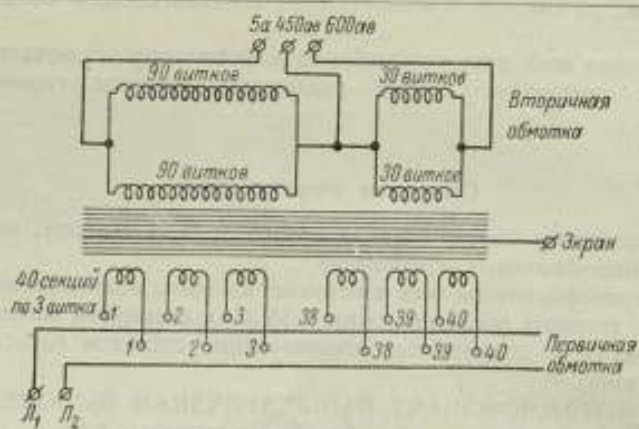 5а 450ав 600ав
90 витков 30 витков
Вторичная
обмотка
90 витков 30 витков
Экран
40 секций
по 3 витка
1 2 3 38 39 40
1 2 3 38 39 40
Первичная
обмотка
Л1 Л2